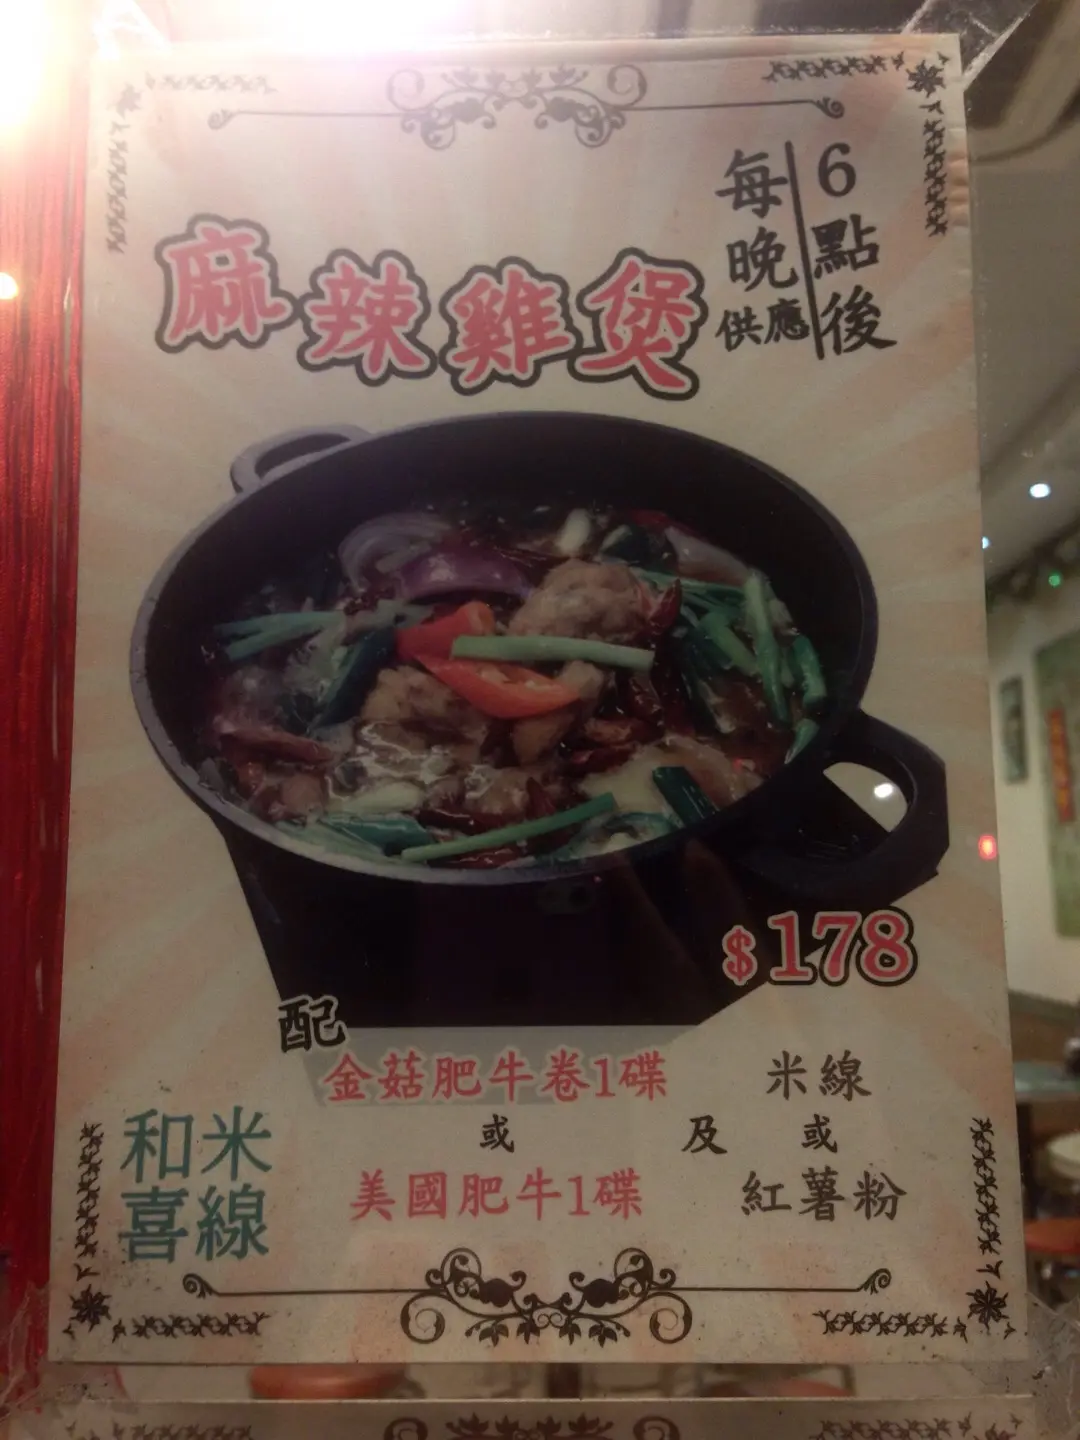 每晚供應
6點後
麻辣雞煲
$178
配
金菇肥牛卷1碟
或
美國肥牛1碟
及
米線
或
紅薯粉
和喜
米線